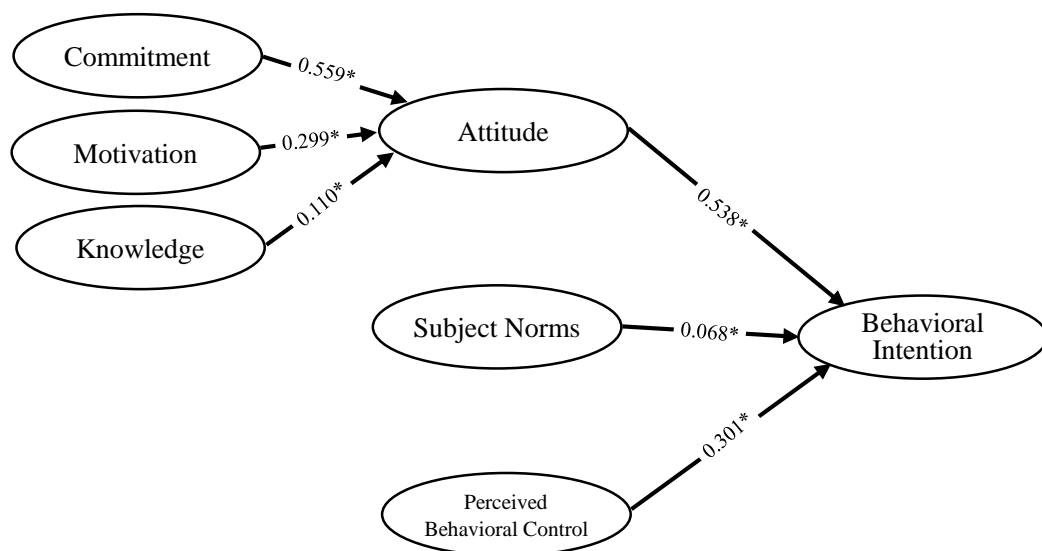 Commitment
0.559*
Motivation
0.299*
Knowledge
0.110*
Attitude
0.538*
Subject Norms
0.068*
Behavioral
Intention
0.301*
Perceived
Behavioral Control